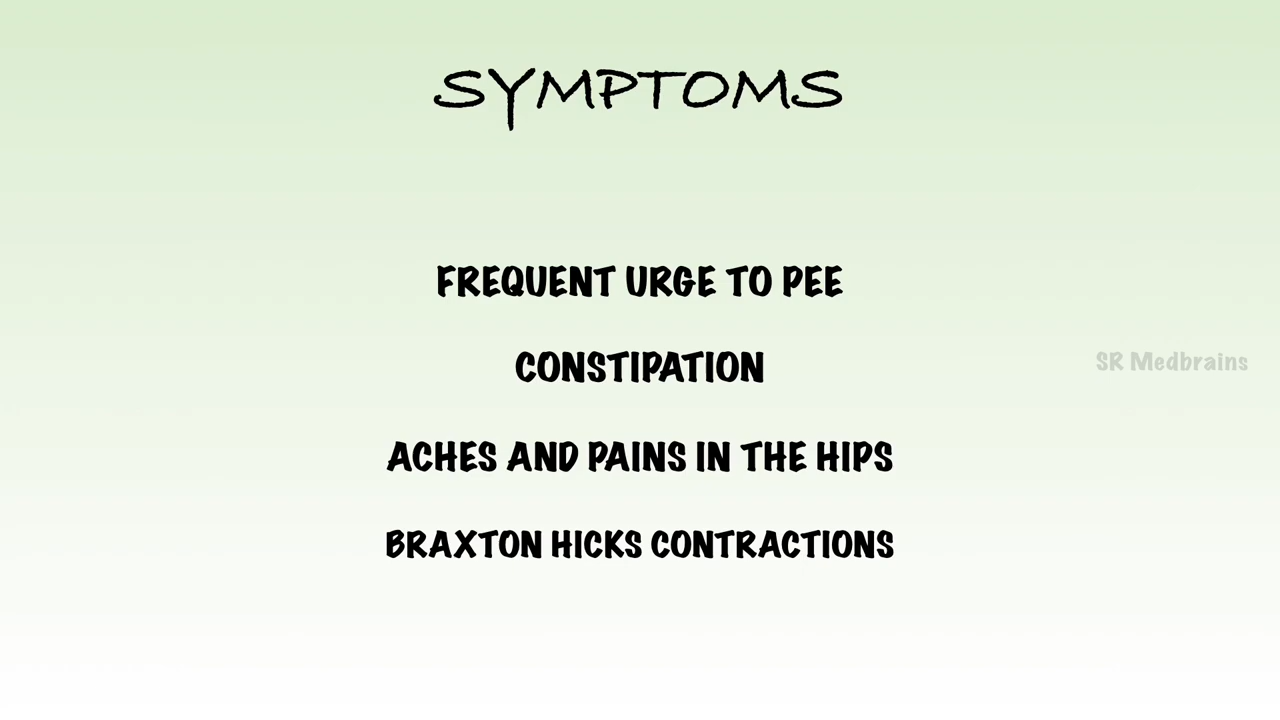 SYMPTOMS
FREQUENT URGE TO PEE
CONSTIPATION
SR Medbrains
ACHES AND PAINS IN THE HIPS
BRAXTON HICKS CONTRACTIONS